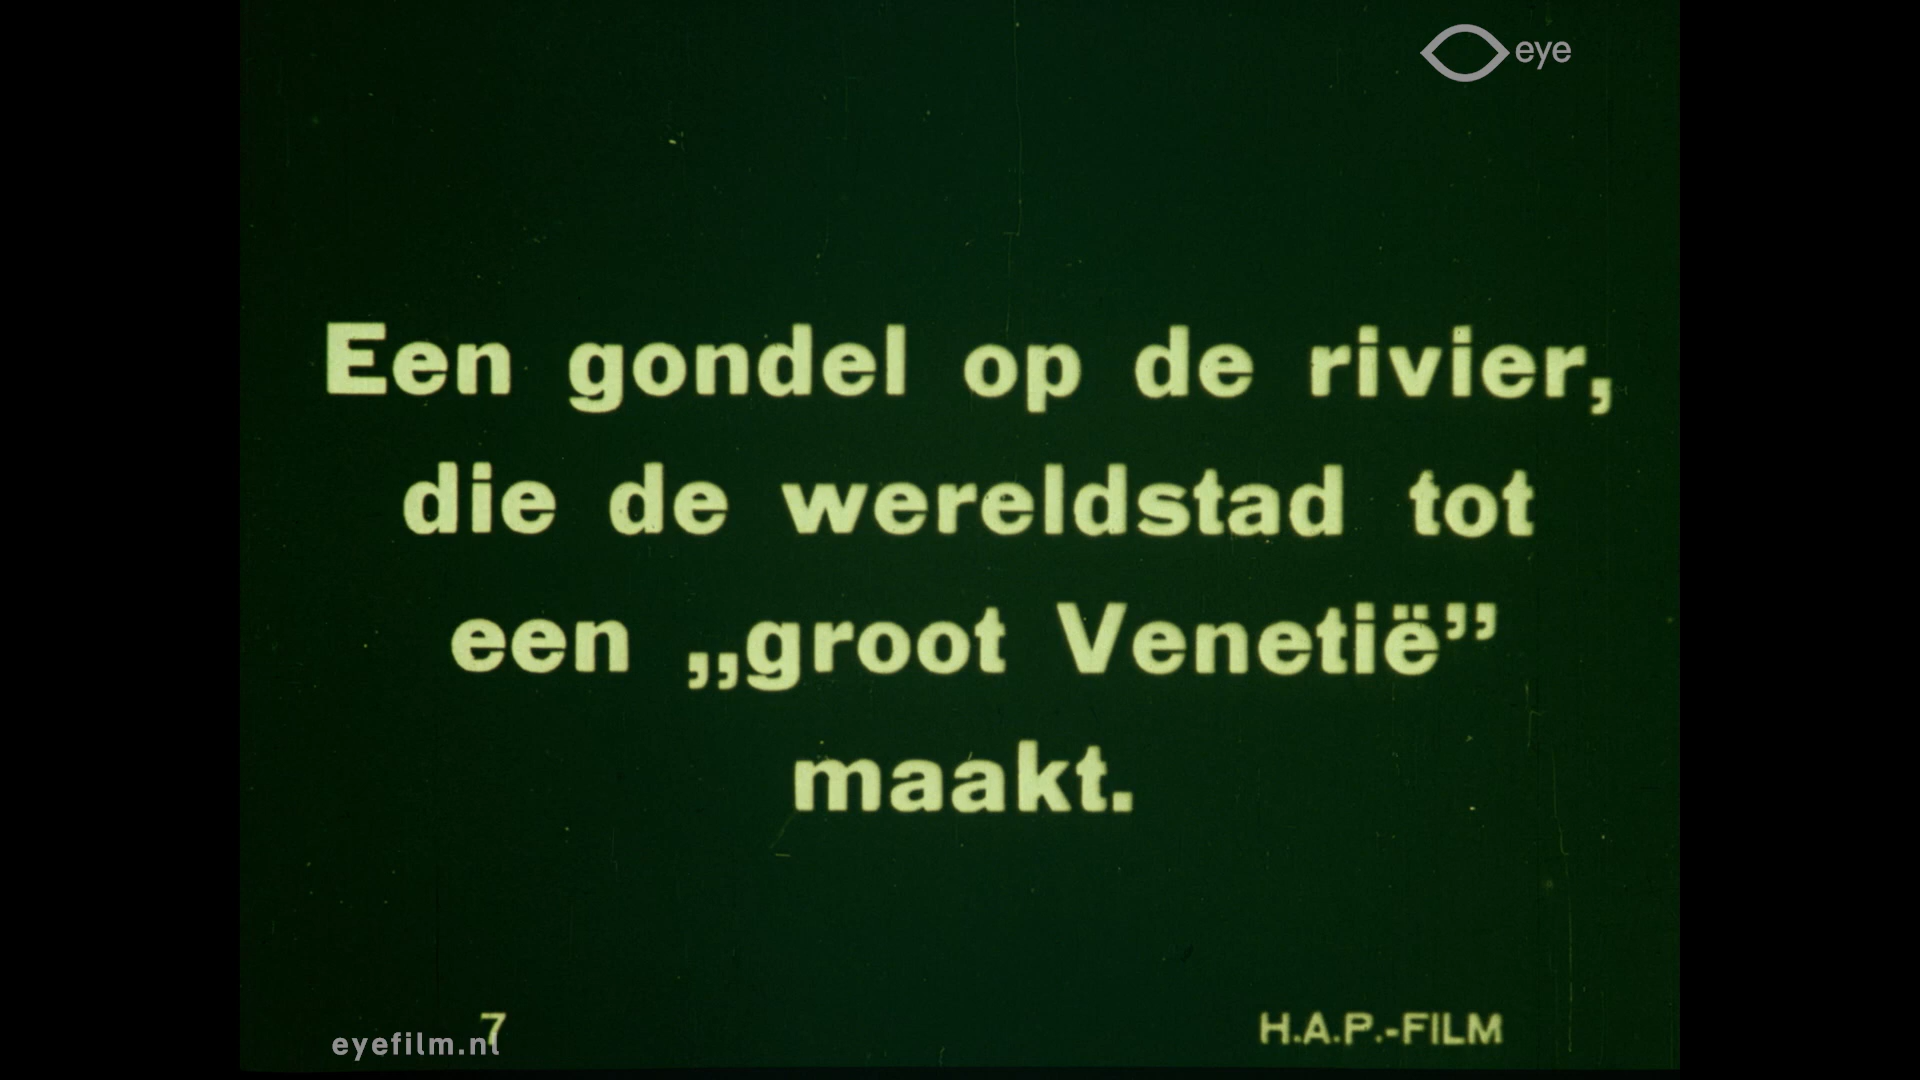 eye
Een gondel op de rivier,
die de wereldstad tot
een „groot Venetië”
maakt.
7
eyefilm.nl
H.A.P.-FILM